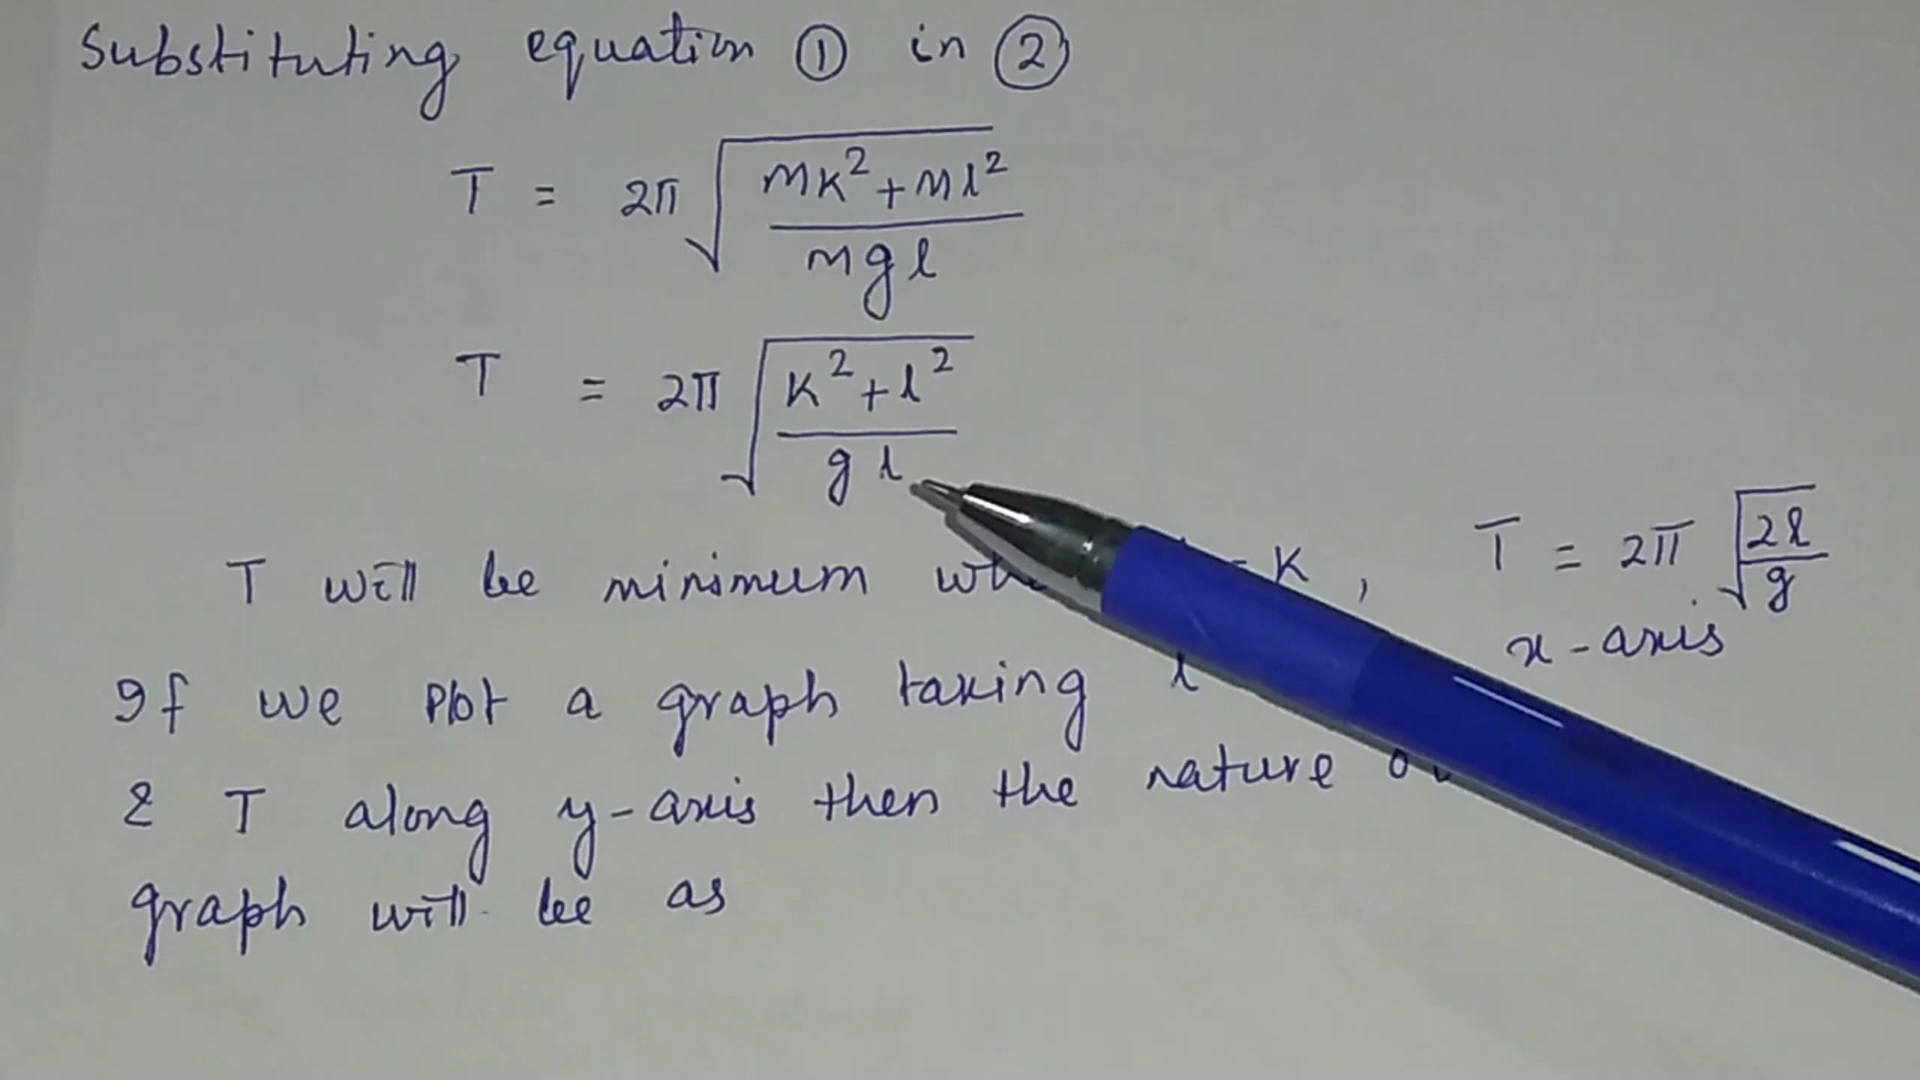 Substituting equation ① in ②
T = 2π √(mk²+ml² / mgl)
T = 2π √(k²+l² / gl)
T will be minimum = k , T = 2π √(2l / g)
If we plot a graph taking l x-axis
& T along y-axis then the nature
graph will be as